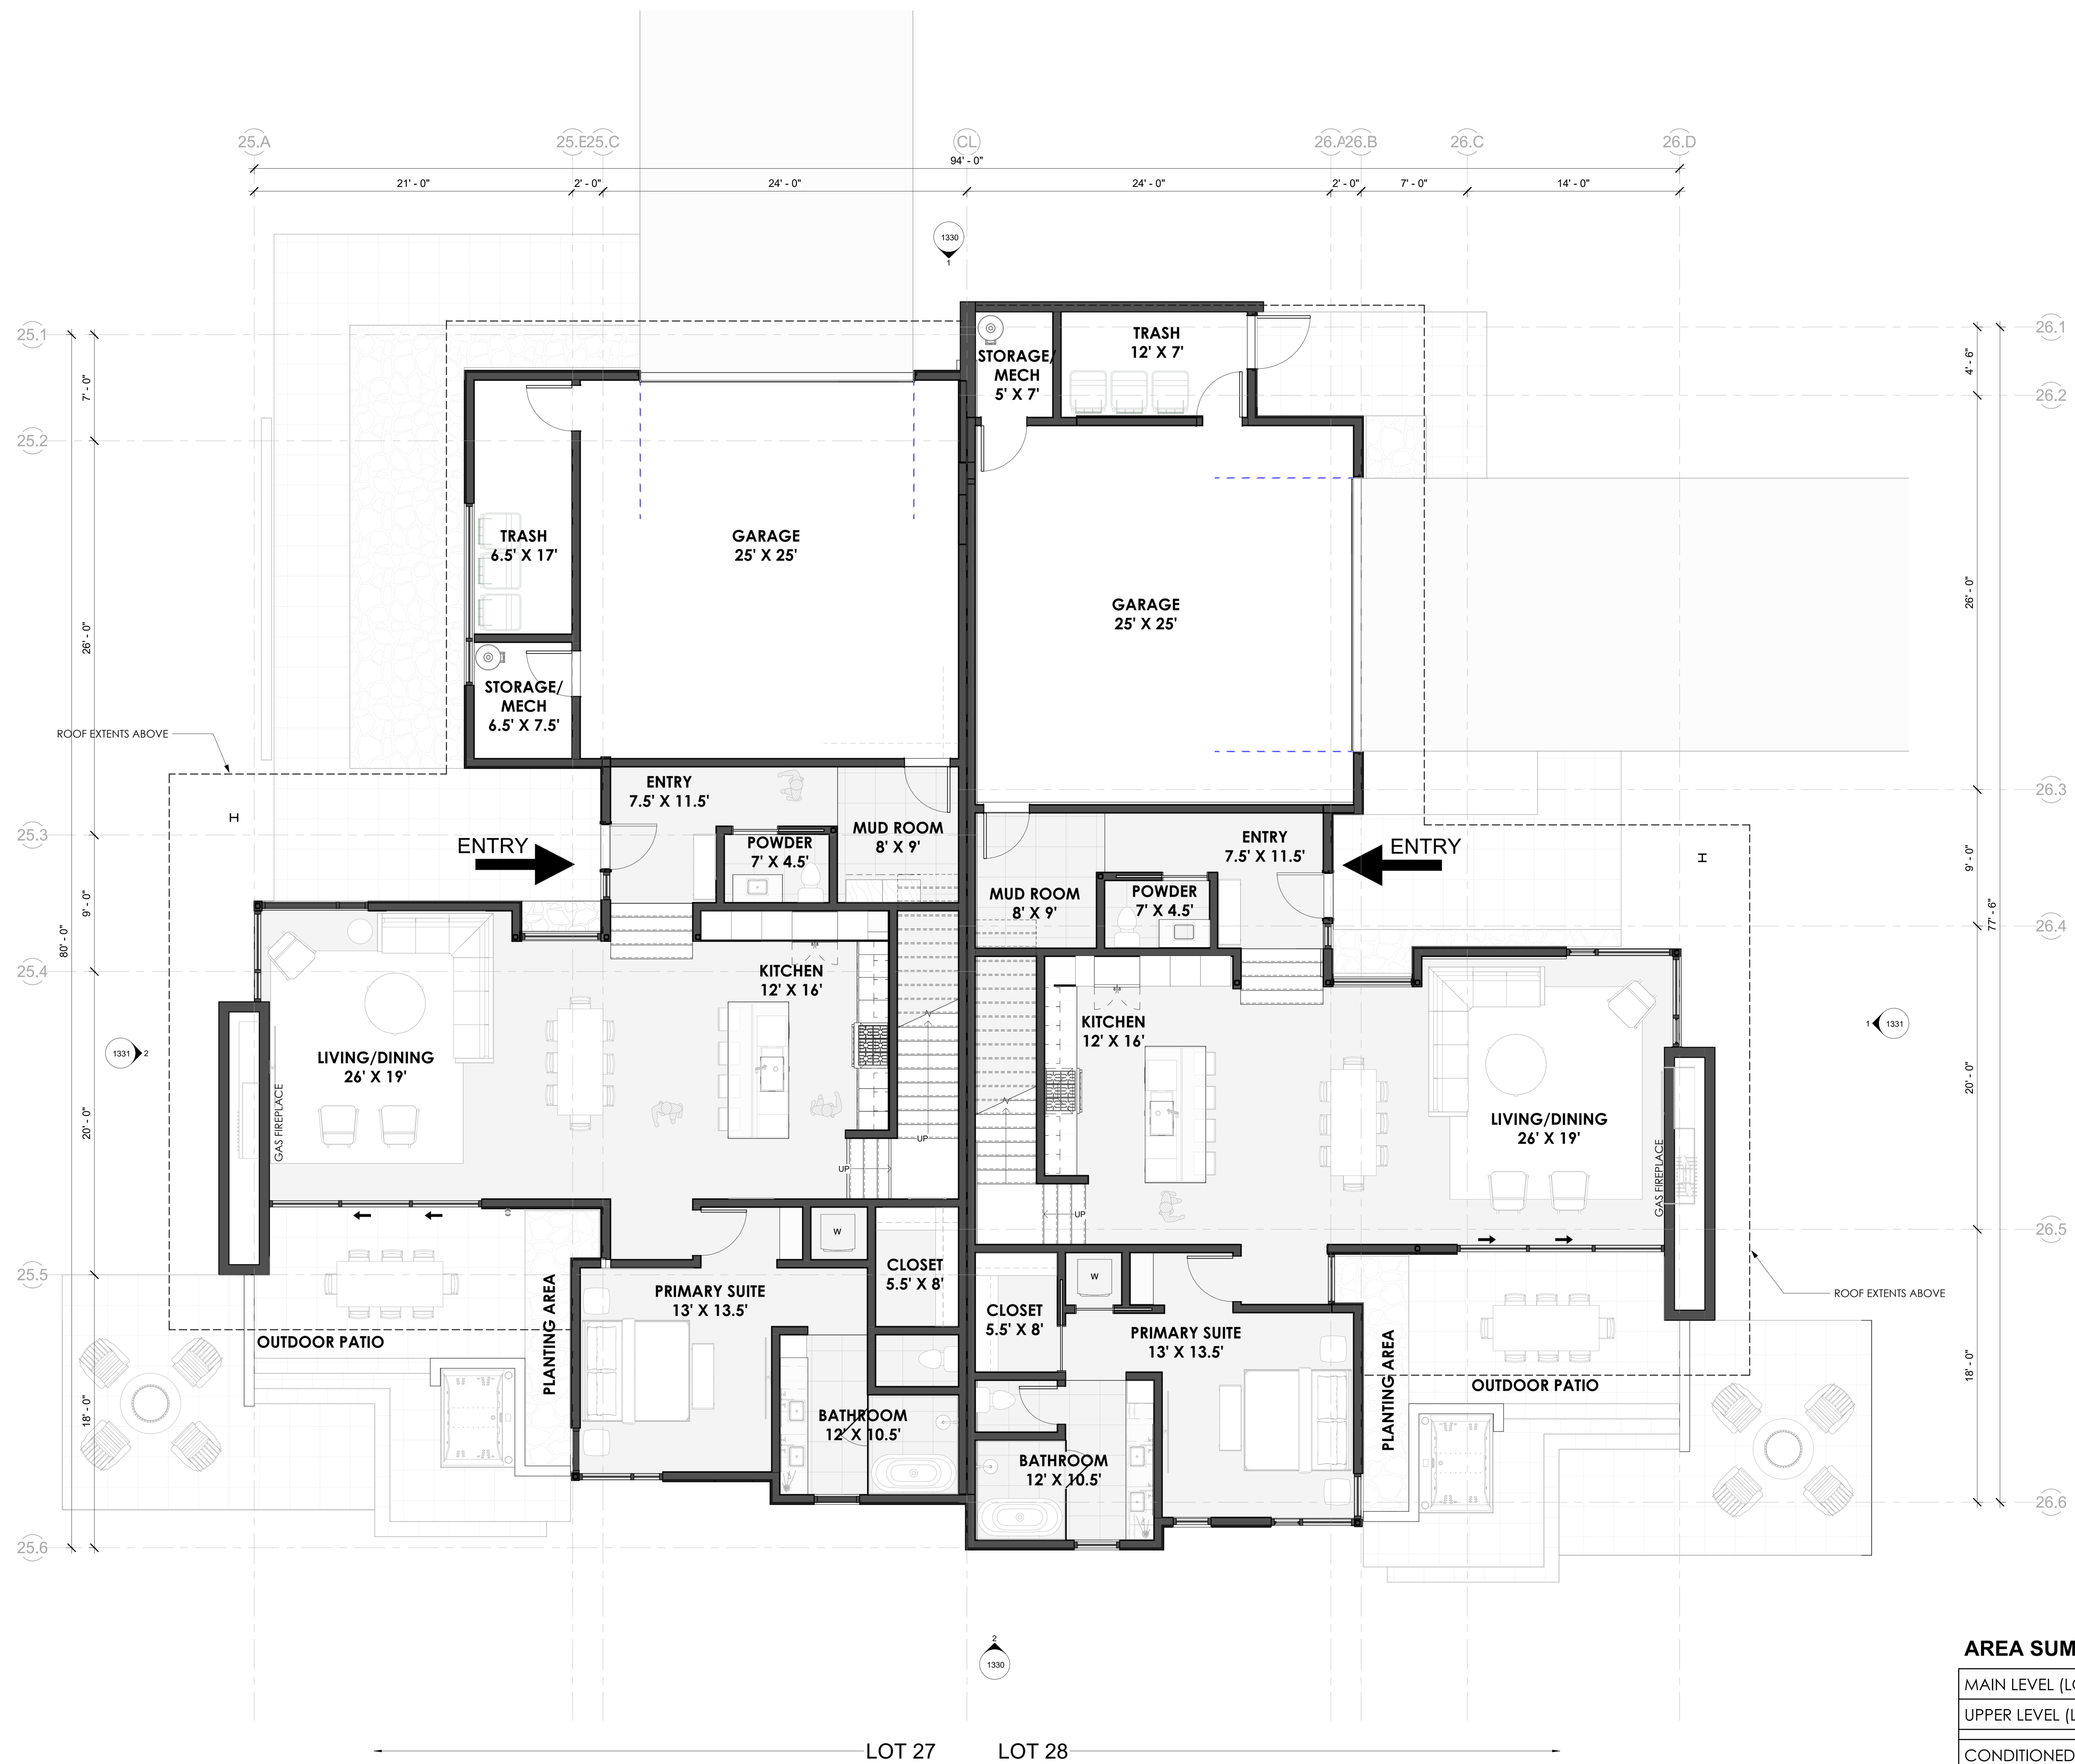 25.A
25.E
25.C
CL
26.A
26.B
26.C
26.D
94' - 0"
21' - 0"
2' - 0"
24' - 0"
24' - 0"
2' - 0"
7' - 0"
14' - 0"
1330
1
25.1
25.2
25.3
25.4
25.5
25.6
7' - 0"
26' - 0"
9' - 0"
20' - 0"
18' - 0"
80' - 0"
26.1
26.2
26.3
26.4
26.5
26.6
4' - 6"
26' - 0"
9' - 0"
20' - 0"
18' - 0"
77' - 6"
STORAGE/
MECH
5' X 7'
TRASH
12' X 7'
TRASH
6.5' X 17'
GARAGE
25' X 25'
GARAGE
25' X 25'
STORAGE/
MECH
6.5' X 7.5'
ROOF EXTENTS ABOVE
ENTRY
7.5' X 11.5'
ENTRY
POWDER
7' X 4.5'
MUD ROOM
8' X 9'
MUD ROOM
8' X 9'
POWDER
7' X 4.5'
ENTRY
7.5' X 11.5'
ENTRY
KITCHEN
12' X 16'
KITCHEN
12' X 16'
1331
2
1
1331
LIVING/DINING
26' X 19'
GAS FIREPLACE
UP
UP
UP
LIVING/DINING
26' X 19'
GAS FIREPLACE
W
W
CLOSET
5.5' X 8'
CLOSET
5.5' X 8'
PRIMARY SUITE
13' X 13.5'
PRIMARY SUITE
13' X 13.5'
PLANTING AREA
OUTDOOR PATIO
PLANTING AREA
OUTDOOR PATIO
ROOF EXTENTS ABOVE
BATHROOM
12' X 10.5'
BATHROOM
12' X 10.5'
2
1330
LOT 27
LOT 28
AREA SUM
MAIN LEVEL (LO
UPPER LEVEL (L
CONDITIONED